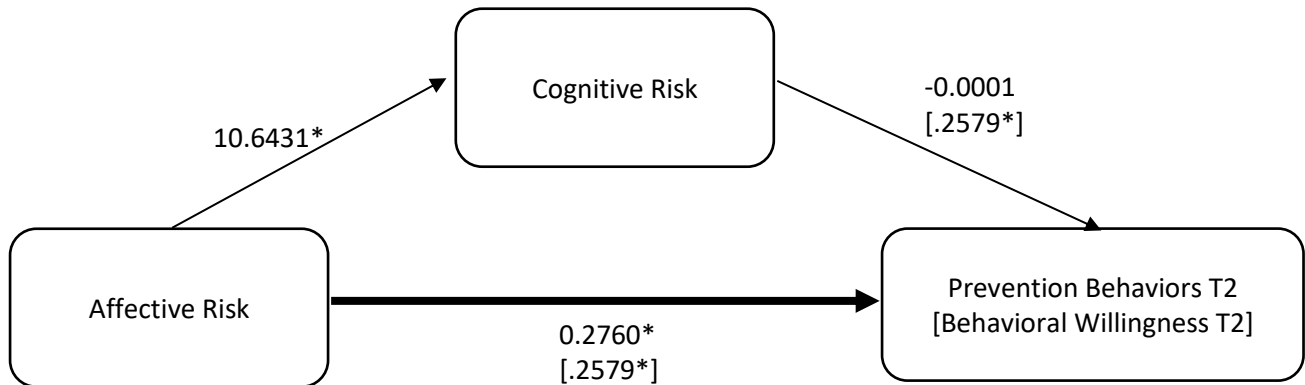 Cognitive Risk
-0.0001
[.2579*]
10.6431*
Affective Risk
Prevention Behaviors T2
[Behavioral Willingness T2]
0.2760*
[.2579*]